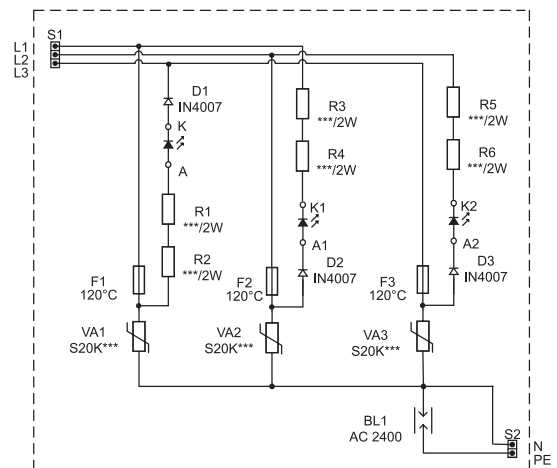 S1
L1
L2
L3
D1
IN4007
K
A
R1
***/2W
R2
***/2W
F1
120°C
VA1
S20K***
R3
***/2W
R4
***/2W
K1
A1
D2
IN4007
F2
120°C
VA2
S20K***
R5
***/2W
R6
***/2W
K2
A2
D3
IN4007
F3
120°C
VA3
S20K***
BL1
AC 2400
S2
N
PE